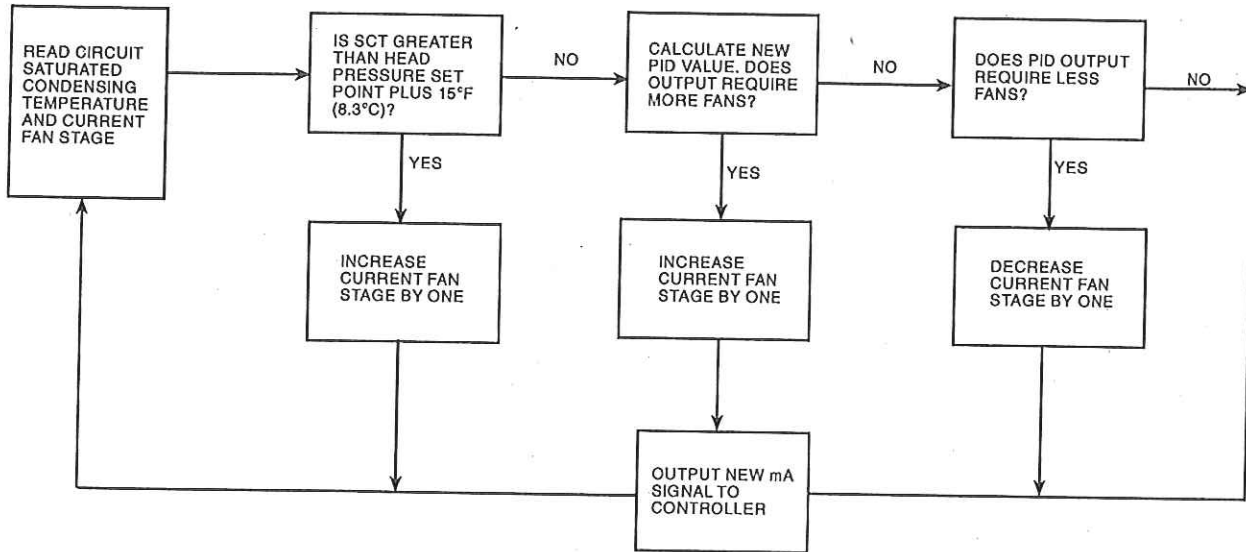 READ CIRCUIT
SATURATED
CONDENSING
TEMPERATURE
AND CURRENT
FAN STAGE
IS SCT GREATER
THAN HEAD
PRESSURE SET
POINT PLUS 15°F
(8.3°C)?
NO
CALCULATE NEW
PID VALUE. DOES
OUTPUT REQUIRE
MORE FANS?
NO
DOES PID OUTPUT
REQUIRE LESS
FANS?
NO
YES
YES
YES
INCREASE
CURRENT FAN
STAGE BY ONE
INCREASE
CURRENT FAN
STAGE BY ONE
DECREASE
CURRENT FAN
STAGE BY ONE
OUTPUT NEW mA
SIGNAL TO
CONTROLLER